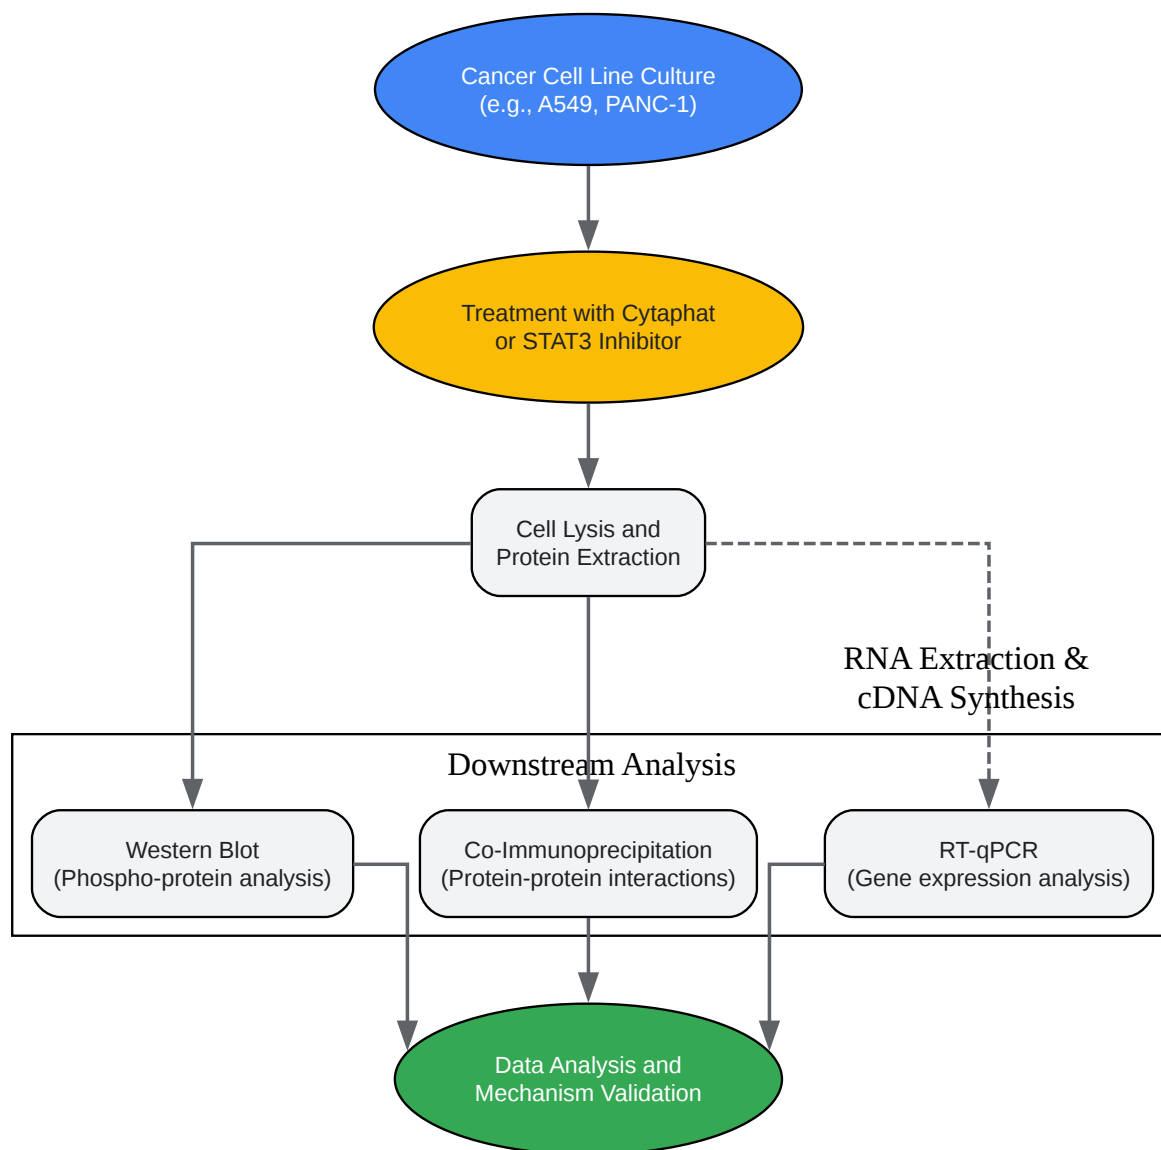 Cancer Cell Line Culture
(e.g., A549, PANC-1)
Treatment with Cytaphat
or STAT3 Inhibitor
Cell Lysis and
Protein Extraction
RNA Extraction &
cDNA Synthesis
Downstream Analysis
Western Blot
(Phospho-protein analysis)
Co-Immunoprecipitation
(Protein-protein interactions)
RT-qPCR
(Gene expression analysis)
Data Analysis and
Mechanism Validation